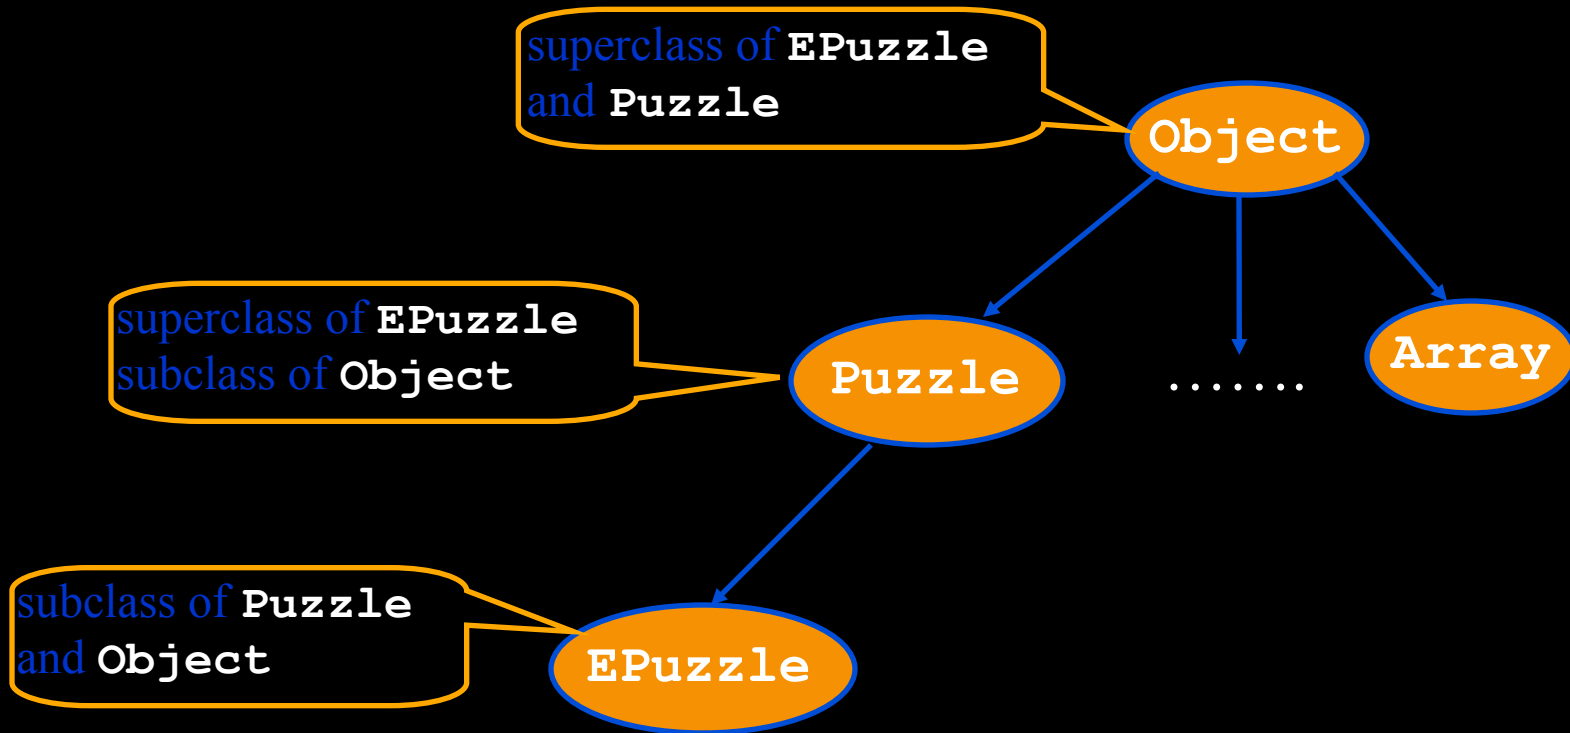 superclass of EPuzzle
and Puzzle
Object
superclass of EPuzzle
subclass of Object
Puzzle
.......
Array
subclass of Puzzle
and Object
EPuzzle